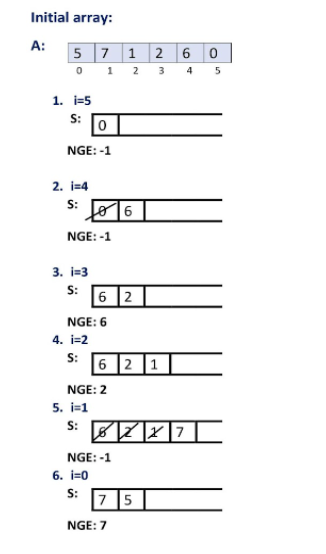 Initial array:
A: 5 7 1 2 6 0
0 1 2 3 4 5
1. i=5
S: 0
NGE: -1
2. i=4
S: 0 6
NGE: -1
3. i=3
S: 6 2
NGE: 6
4. i=2
S: 6 2 1
NGE: 2
5. i=1
S: 6 2 1 7
NGE: -1
6. i=0
S: 7 5
NGE: 7